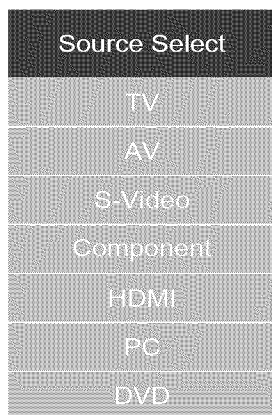 Source Select
TV
AV
S-Video
Component
HDMI
PC
DVD